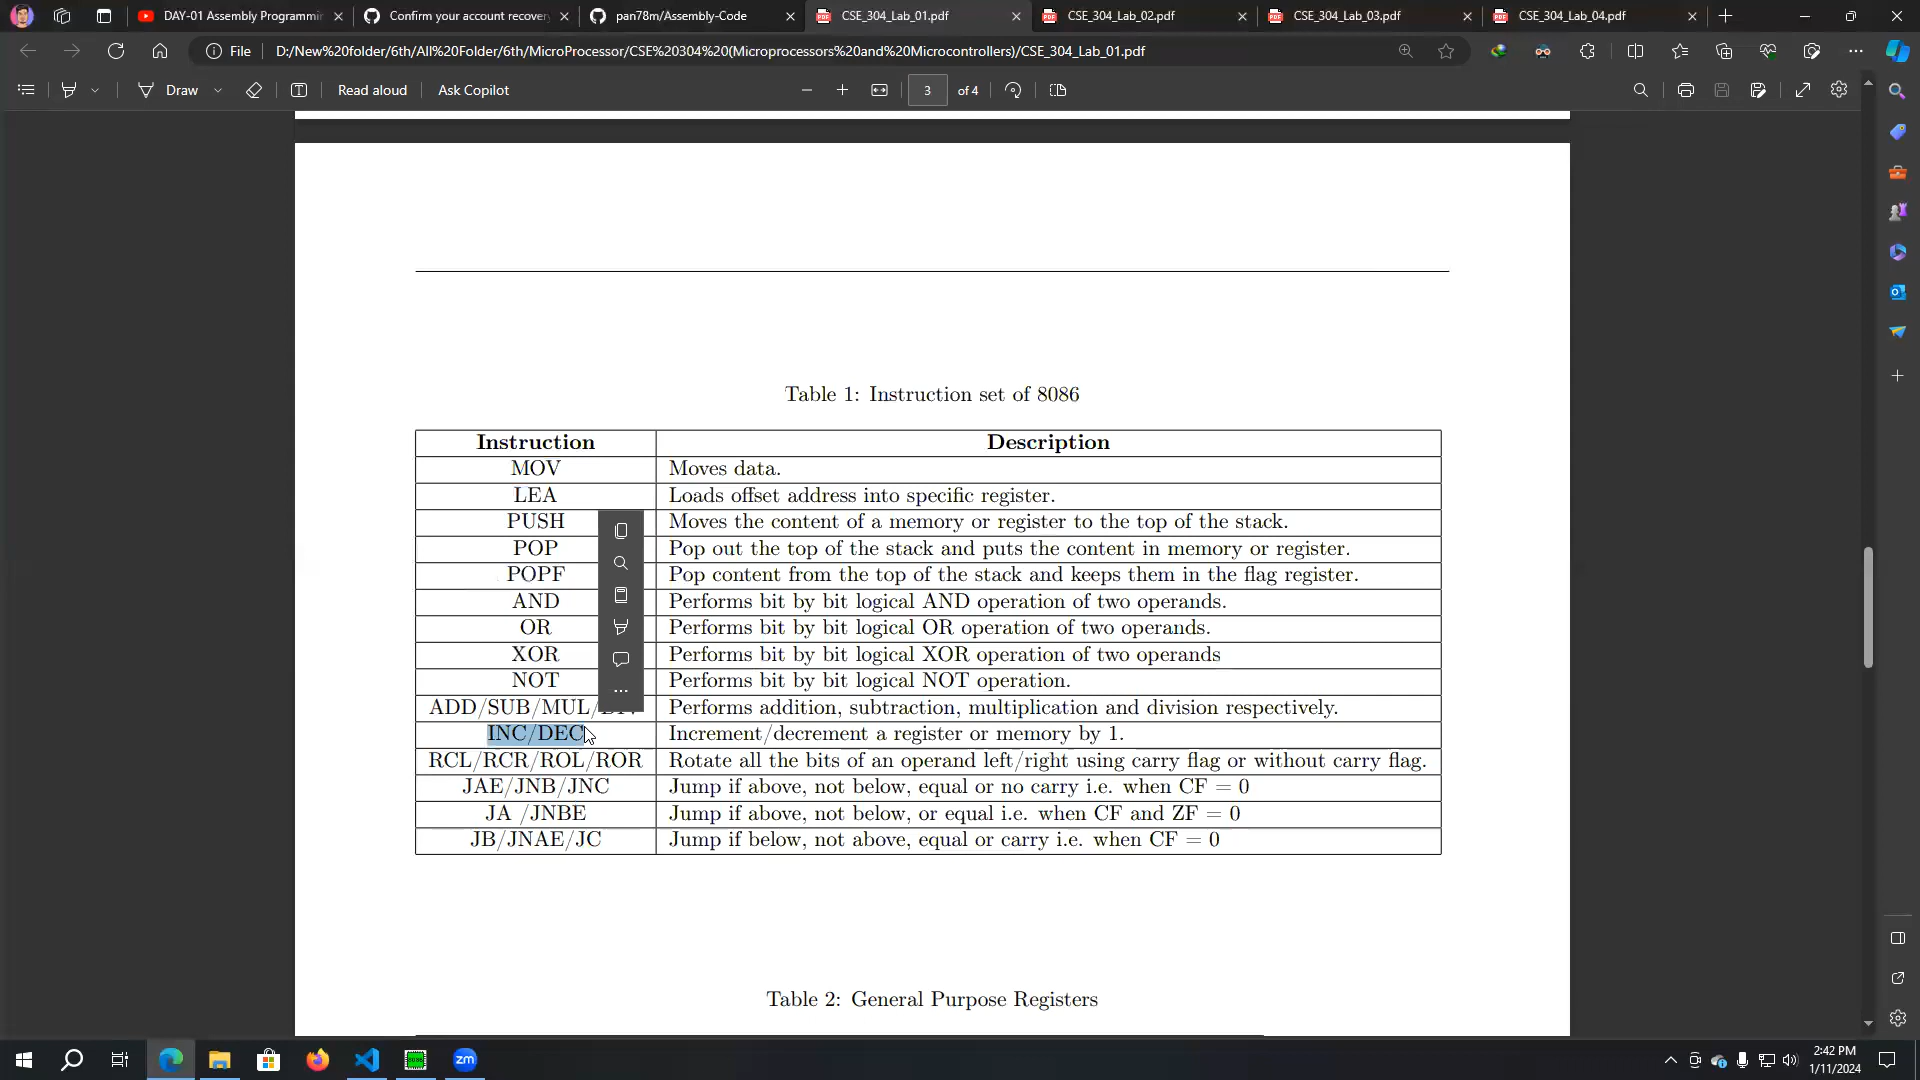 DAY-01 Assembly Programmin
Confirm your account recovery
pan78m/Assembly-Code
CSE_304_Lab_01.pdf
CSE_304_Lab_02.pdf
CSE_304_Lab_03.pdf
CSE_304_Lab_04.pdf
File
D:/New%20folder/6th/All%20Folder/6th/MicroProcessor/CSE%20304%20(Microprocessors%20and%20Microcontrollers)/CSE_304_Lab_01.pdf
Draw
Read aloud
Ask Copilot
3
of 4
Table 1: Instruction set of 8086
Instruction Description
MOV Moves data.
LEA Loads offset address into specific register.
PUSH Moves the content of a memory or register to the top of the stack.
POP Pop out the top of the stack and puts the content in memory or register.
POPF Pop content from the top of the stack and keeps them in the flag register.
AND Performs bit by bit logical AND operation of two operands.
OR Performs bit by bit logical OR operation of two operands.
XOR Performs bit by bit logical XOR operation of two operands
NOT Performs bit by bit logical NOT operation.
ADD/SUB/MUL/ Performs addition, subtraction, multiplication and division respectively.
INC/DEC Increment/decrement a register or memory by 1.
RCL/RCR/ROL/ROR Rotate all the bits of an operand left/right using carry flag or without carry flag.
JAE/JNB/JNC Jump if above, not below, equal or no carry i.e. when CF = 0
JA /JNBE Jump if above, not below, or equal i.e. when CF and ZF = 0
JB/JNAE/JC Jump if below, not above, equal or carry i.e. when CF = 0
Table 2: General Purpose Registers
zm
2:42 PM
1/11/2024